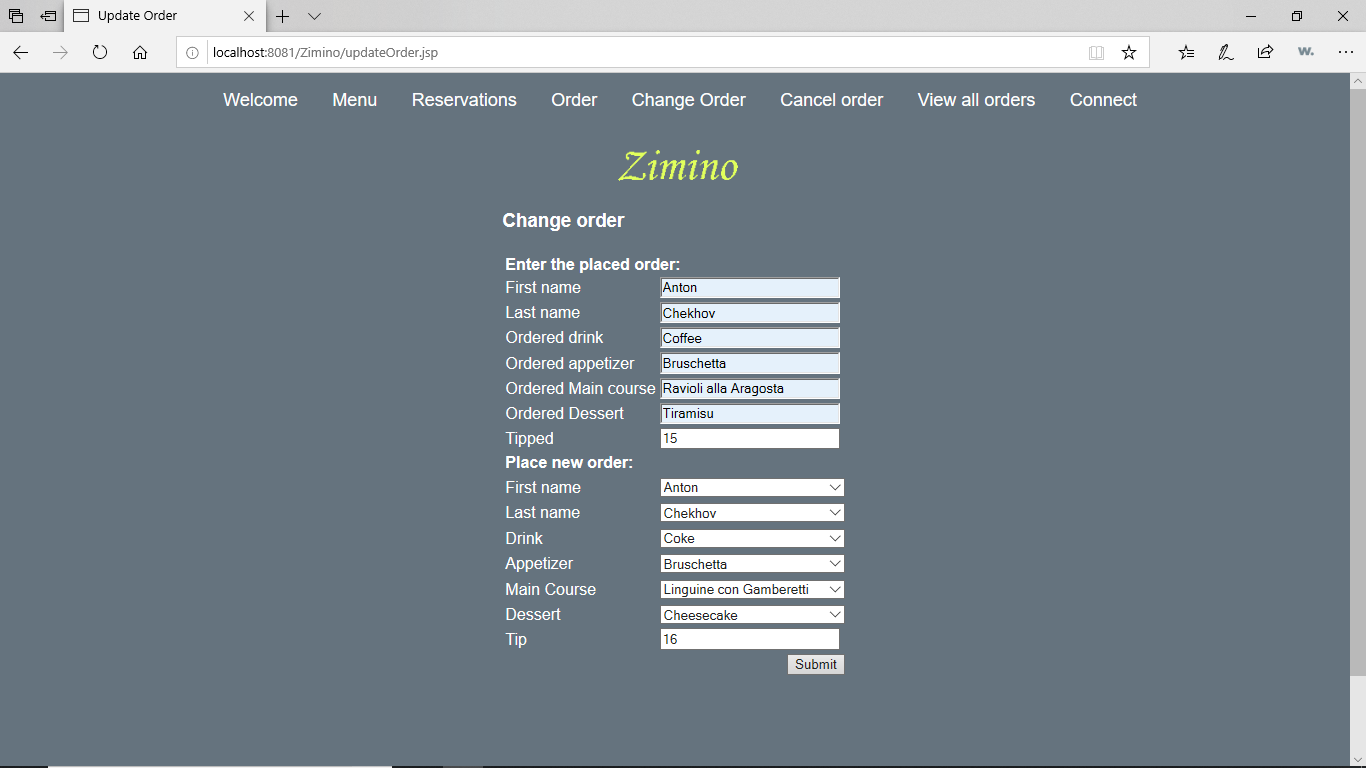 Update Order
localhost:8081/Zimino/updateOrder.jsp
w.
Welcome Menu Reservations Order Change Order Cancel order View all orders Connect
Zimino
Change order
Enter the placed order:
First name Anton
Last name Chekhov
Ordered drink Coffee
Ordered appetizer Bruschetta
Ordered Main course Ravioli alla Aragosta
Ordered Dessert Tiramisu
Tipped 15
Place new order:
First name Anton
Last name Chekhov
Drink Coke
Appetizer Bruschetta
Main Course Linguine con Gamberetti
Dessert Cheesecake
Tip 16
Submit